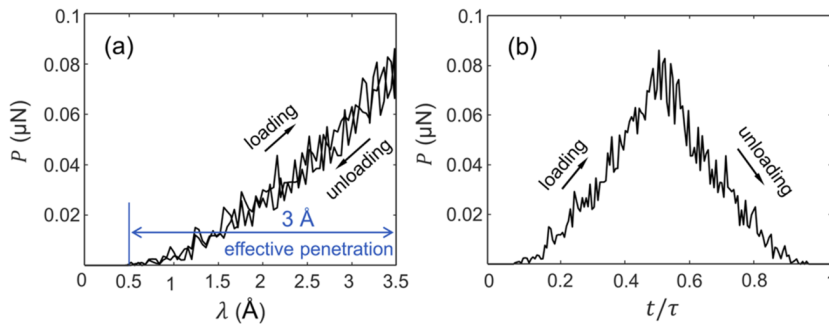 (a)
0.1
0.08
0.06
0.04
0.02
P (μN)
loading
unloading
3 Å
effective penetration
0 0.5 1 1.5 2 2.5 3 3.5
λ (Å)
(b)
0.1
0.08
0.06
0.04
0.02
P (μN)
loading
unloading
0 0.2 0.4 0.6 0.8
t/τ